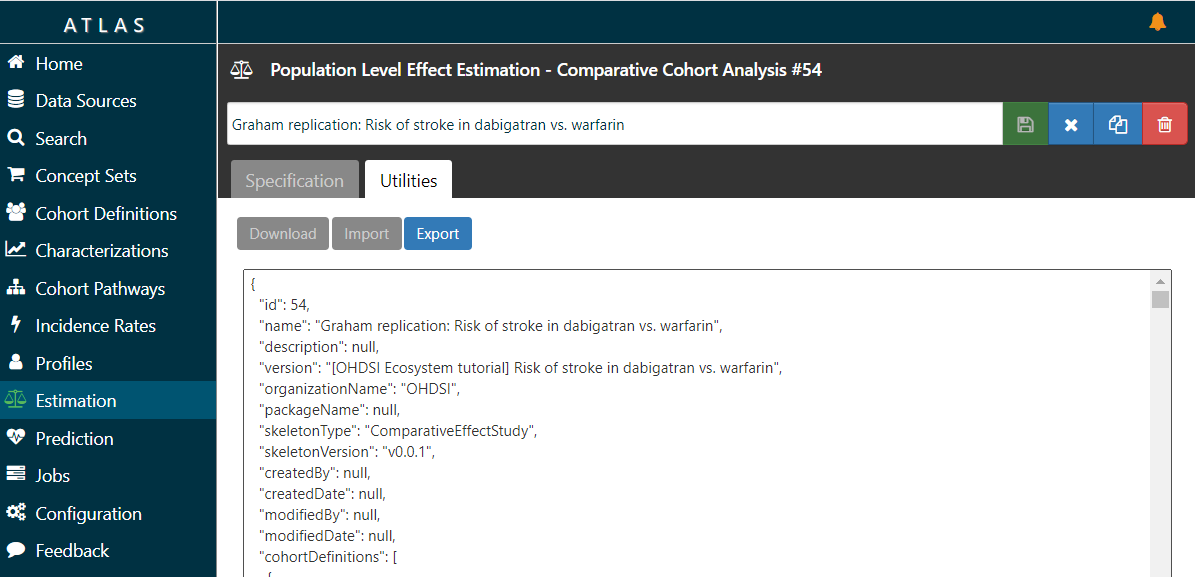 ATLAS
Home
Data Sources
Search
Concept Sets
Cohort Definitions
Characterizations
Cohort Pathways
Incidence Rates
Profiles
Estimation
Prediction
Jobs
Configuration
Feedback
Population Level Effect Estimation - Comparative Cohort Analysis #54
Graham replication: Risk of stroke in dabigatran vs. warfarin
Specification Utilities
Download Import Export
{
"id": 54,
"name": "Graham replication: Risk of stroke in dabigatran vs. warfarin",
"description": null,
"version": "[OHDSI Ecosystem tutorial] Risk of stroke in dabigatran vs. warfarin",
"organizationName": "OHDSI",
"packageName": null,
"skeletonType": "ComparativeEffectStudy",
"skeletonVersion": "v0.0.1",
"createdBy": null,
"createdDate": null,
"modifiedBy": null,
"modifiedDate": null,
"cohortDefinitions": [
{